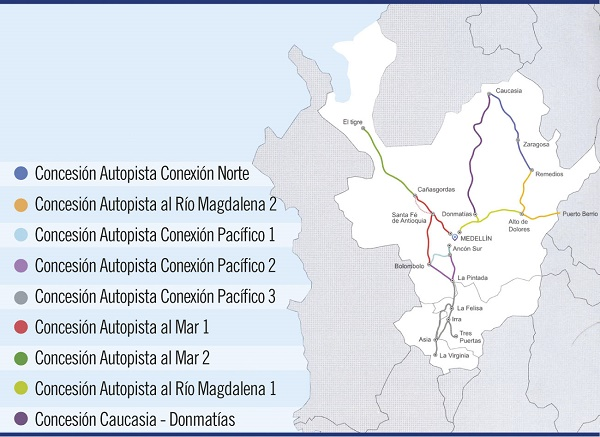 Concesión Autopista Conexión Norte
Concesión Autopista al Río Magdalena 2
Concesión Autopista Conexión Pacífico 1
Concesión Autopista Conexión Pacífico 2
Concesión Autopista Conexión Pacífico 3
Concesión Autopista al Mar 1
Concesión Autopista al Mar 2
Concesión Autopista al Río Magdalena 1
Concesión Caucasia - Donmatías
Caucasia
El tigre
Zaragosa
Remedios
Cañasgordas
Santa Fé
de Antioquia
Donmatías
Alto de
Dolores
Puerto Berrio
MEDELLÍN
Ancón Sur
Bolombolo
La Pintada
La Felisa
Irra
Tres
Puertas
Asia
La Virginia